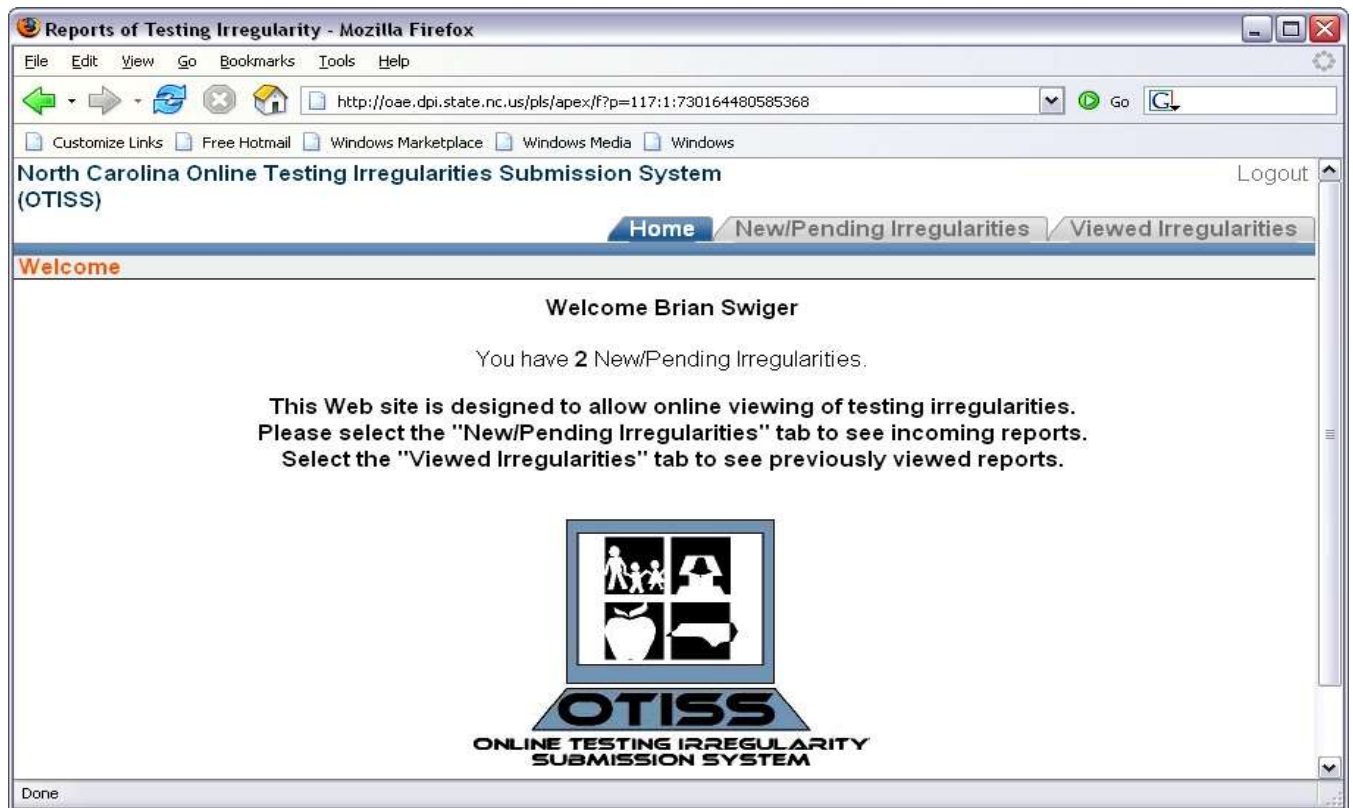 Reports of Testing Irregularity - Mozilla Firefox
File Edit View Go Bookmarks Tools Help
http://oae.dpi.state.nc.us/pls/apex/f?p=117:1:730164480585368 Go G
Customize Links Free Hotmail Windows Marketplace Windows Media Windows
North Carolina Online Testing Irregularities Submission System Logout
(OTISS)
Home New/Pending Irregularities Viewed Irregularities
Welcome
Welcome Brian Swiger
You have 2 New/Pending Irregularities.
This Web site is designed to allow online viewing of testing irregularities.
Please select the "New/Pending Irregularities" tab to see incoming reports.
Select the "Viewed Irregularities" tab to see previously viewed reports.
OTISS
ONLINE TESTING IRREGULARITY
SUBMISSION SYSTEM
Done